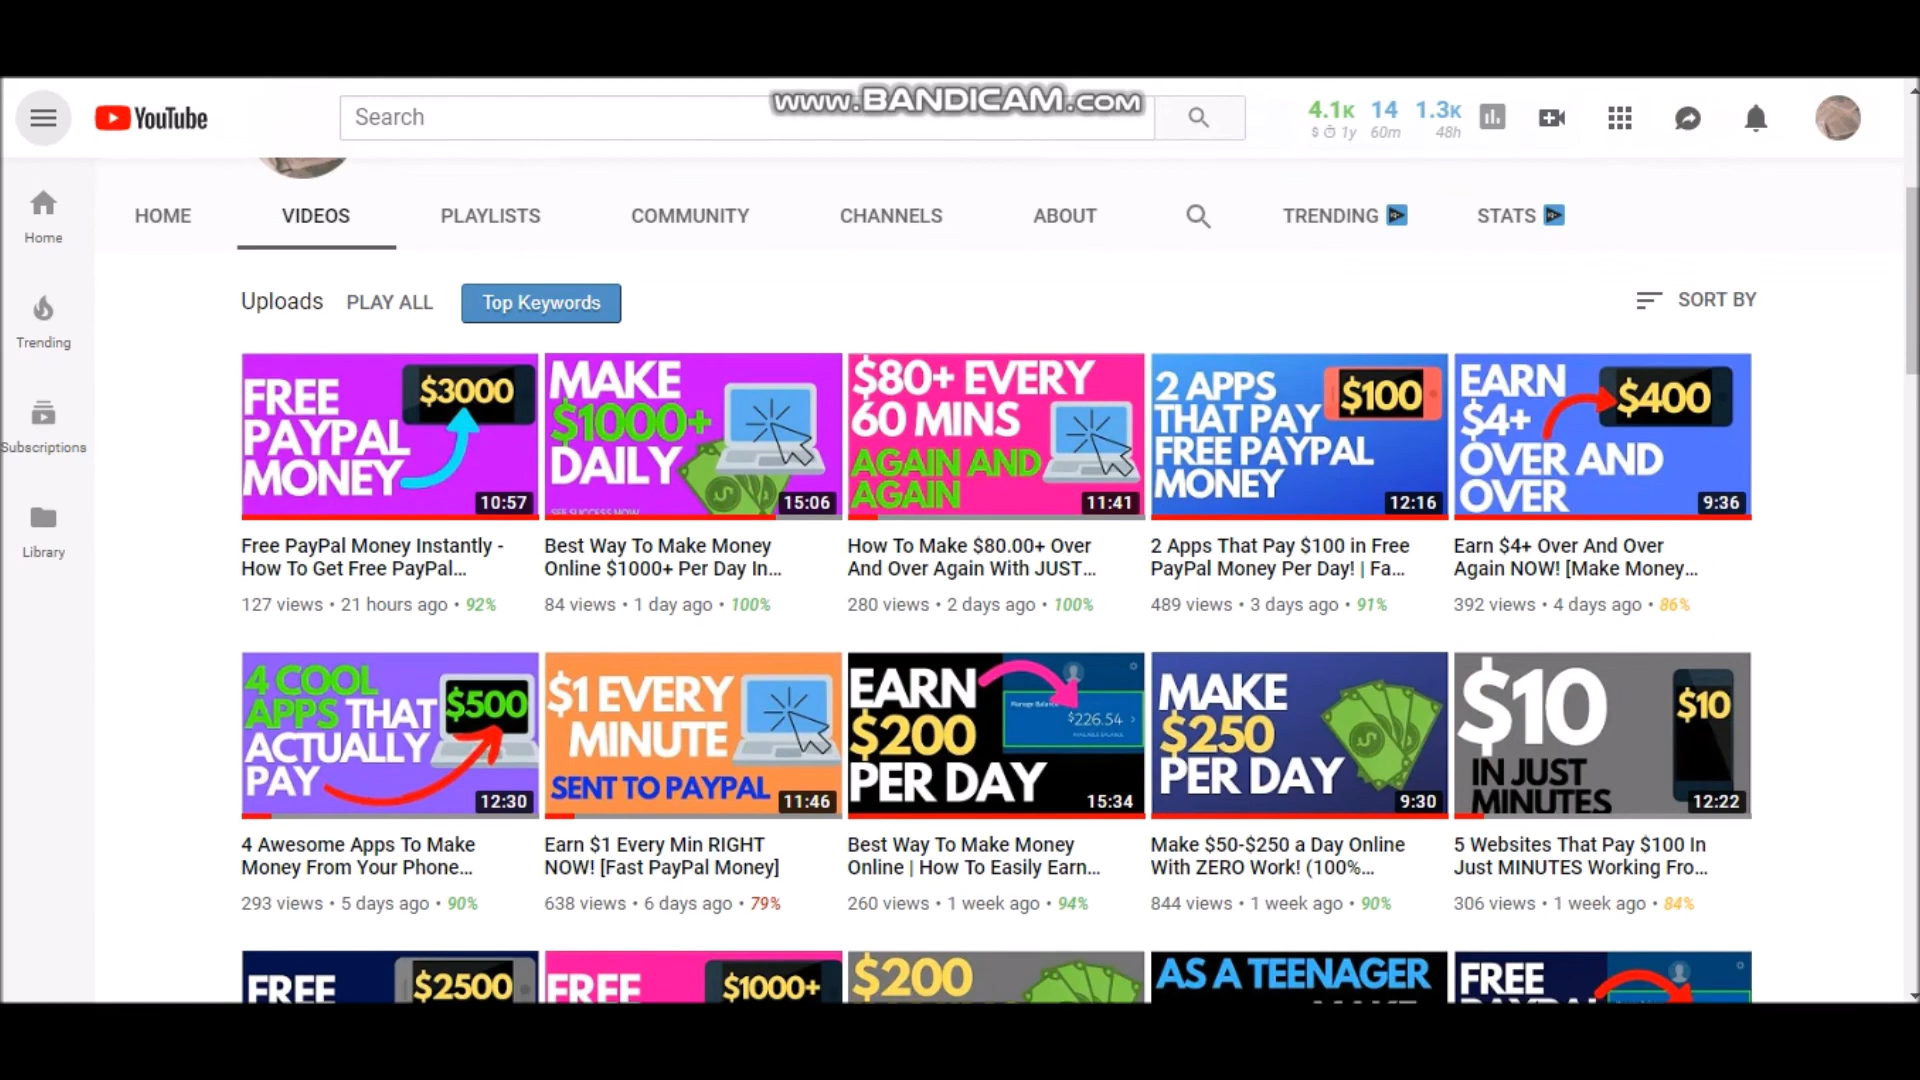 www.BANDICAM.com
YouTube
Search
4.1K 14 1.3K
$ 1y 60m 48h
HOME VIDEOS PLAYLISTS COMMUNITY CHANNELS ABOUT TRENDING STATS
Home
Trending
Subscriptions
Library
Uploads PLAY ALL Top Keywords SORT BY
FREE
PAYPAL
MONEY
$3000
10:57
MAKE
$1000+
DAILY
SEE SUCCESS NOW
15:06
$80+ EVERY
60 MINS
AGAIN AND
AGAIN
11:41
2 APPS
THAT PAY
FREE PAYPAL
MONEY
$100
12:16
EARN
$4+
OVER AND
OVER
$400
9:36
Free PayPal Money Instantly -
How To Get Free PayPal...
127 views • 21 hours ago • 92%
Best Way To Make Money
Online $1000+ Per Day In...
84 views • 1 day ago • 100%
How To Make $80.00+ Over
And Over Again With JUST...
280 views • 2 days ago • 100%
2 Apps That Pay $100 in Free
PayPal Money Per Day! | Fa...
489 views • 3 days ago • 91%
Earn $4+ Over And Over
Again NOW! [Make Money...
392 views • 4 days ago • 86%
4 COOL
APPS THAT
ACTUALLY
PAY
$500
12:30
$1 EVERY
MINUTE
SENT TO PAYPAL
11:46
EARN
$200
PER DAY
Manage Balance
$226.54
AVAILABLE BALANCE
15:34
MAKE
$250
PER DAY
9:30
$10
IN JUST
MINUTES
$10
12:22
4 Awesome Apps To Make
Money From Your Phone...
293 views • 5 days ago • 90%
Earn $1 Every Min RIGHT
NOW! [Fast PayPal Money]
638 views • 6 days ago • 79%
Best Way To Make Money
Online | How To Easily Earn...
260 views • 1 week ago • 94%
Make $50-$250 a Day Online
With ZERO Work! (100%...
844 views • 1 week ago • 90%
5 Websites That Pay $100 In
Just MINUTES Working Fro...
306 views • 1 week ago • 84%
FREE
$2500
FREE
$1000+
$200
AS A TEENAGER
MAKE
FREE
PAYPAL